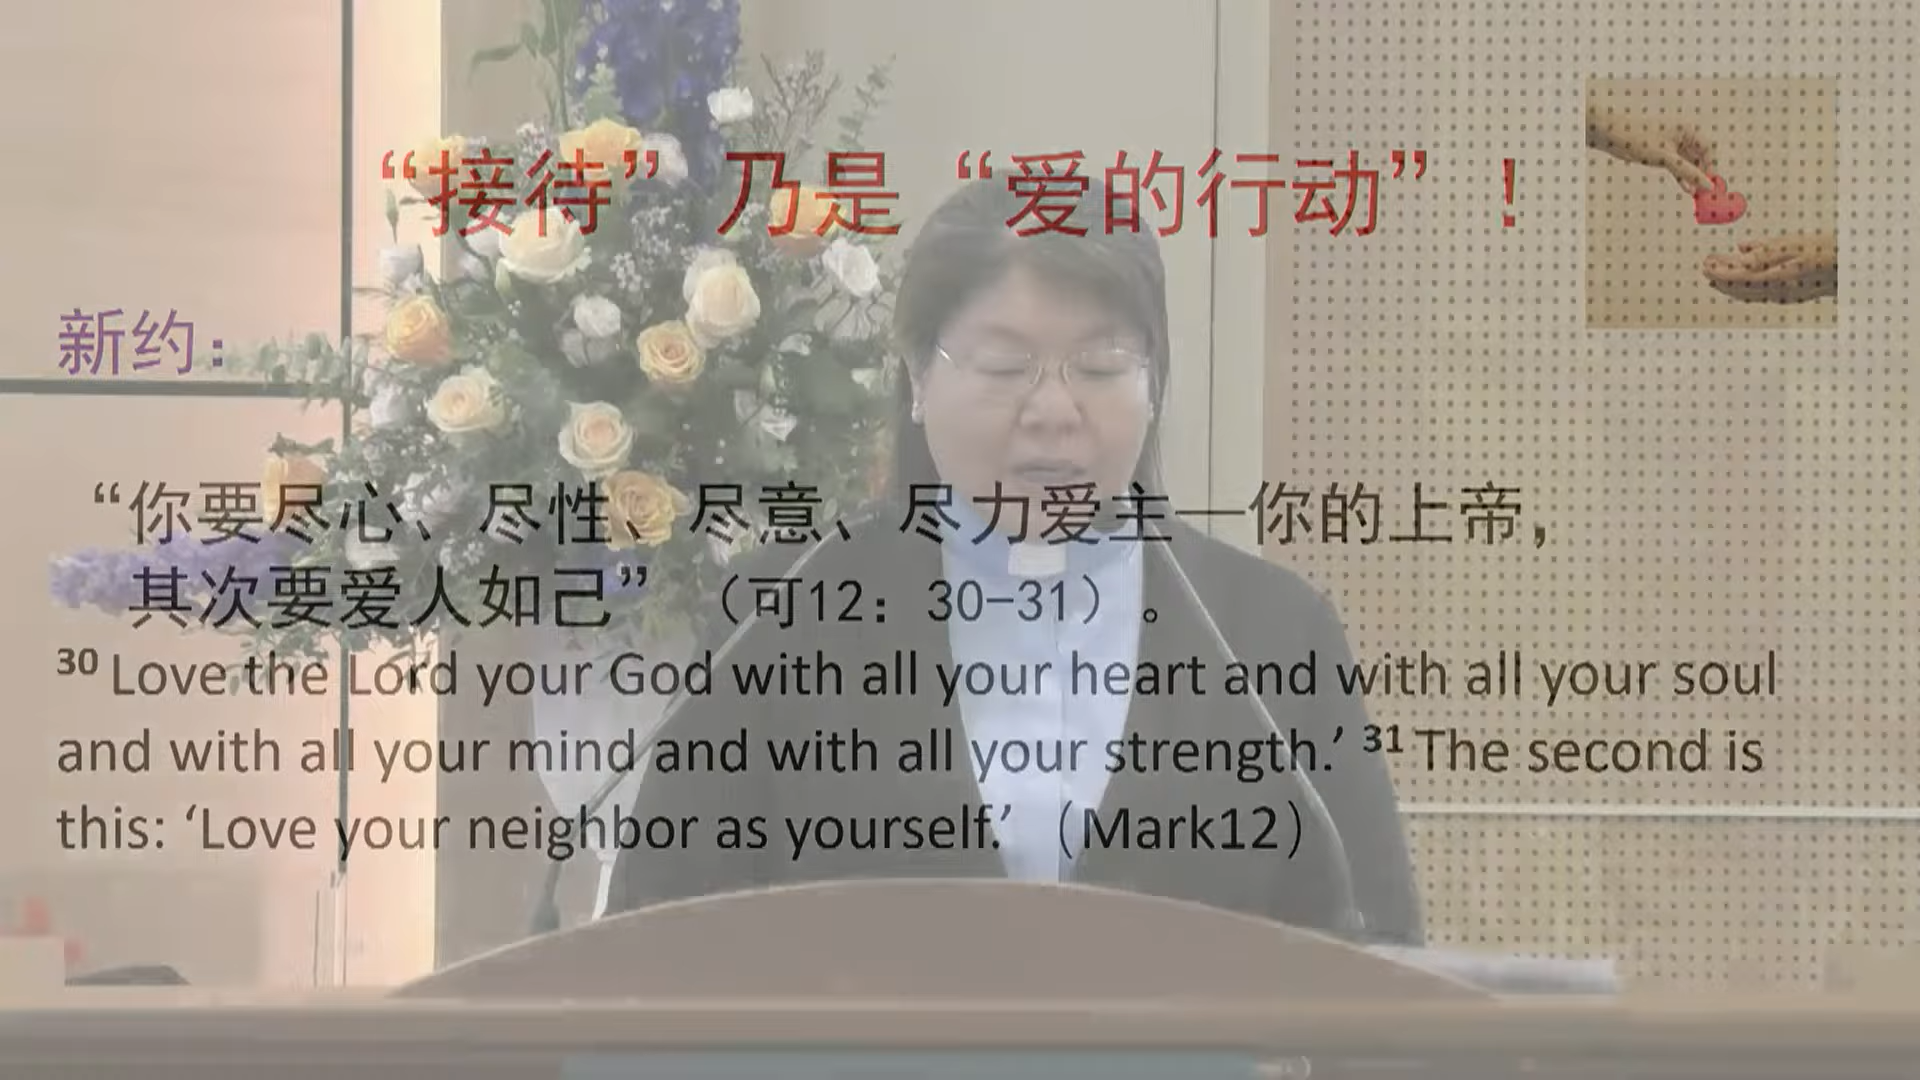 “接待”乃是“爱的行动”！
新约：
“你要尽心、尽性、尽意、尽力爱主—你的上帝，
其次要爱人如己”（可12：30-31）。
30 Love the Lord your God with all your heart and with all your soul
and with all your mind and with all your strength.’ 31 The second is
this: ‘Love your neighbor as yourself.’（Mark12）